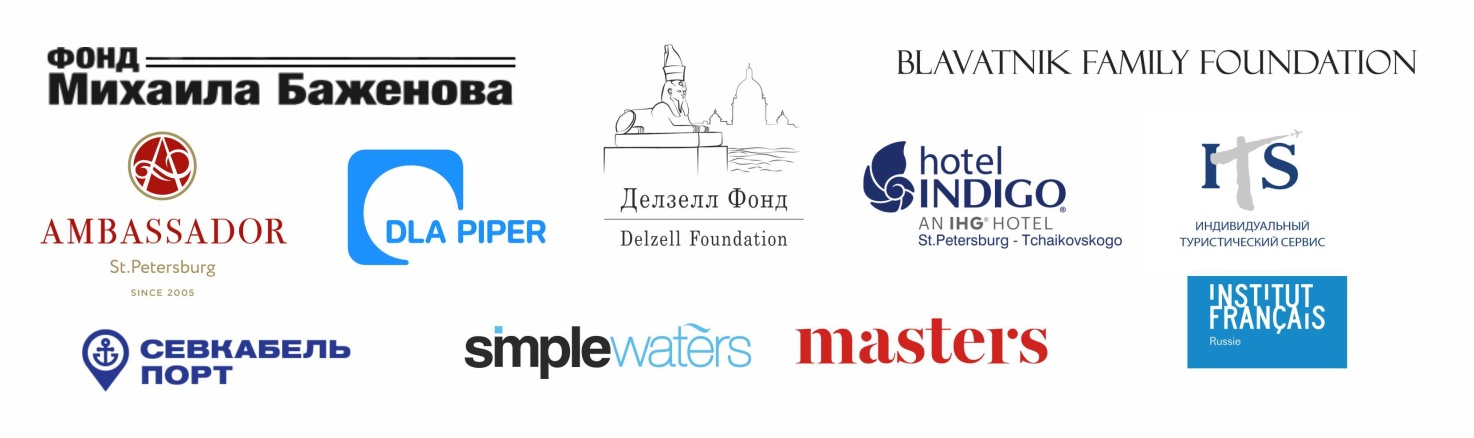 ФОНД
Михаила Баженова
Делзелл Фонд
Delzell Foundation
BLAVATNIK FAMILY FOUNDATION
AMBASSADOR
St.Petersburg
SINCE 2005
DLA PIPER
hotel
INDIGO®
AN IHG® HOTEL
St.Petersburg - Tchaikovskogo
ITS
ИНДИВИДУАЛЬНЫЙ
ТУРИСТИЧЕСКИЙ СЕРВИС
СЕВКАБЕЛЬ
ПОРТ
simplewaters
masters
INSTITUT
FRANÇAiS
Russie